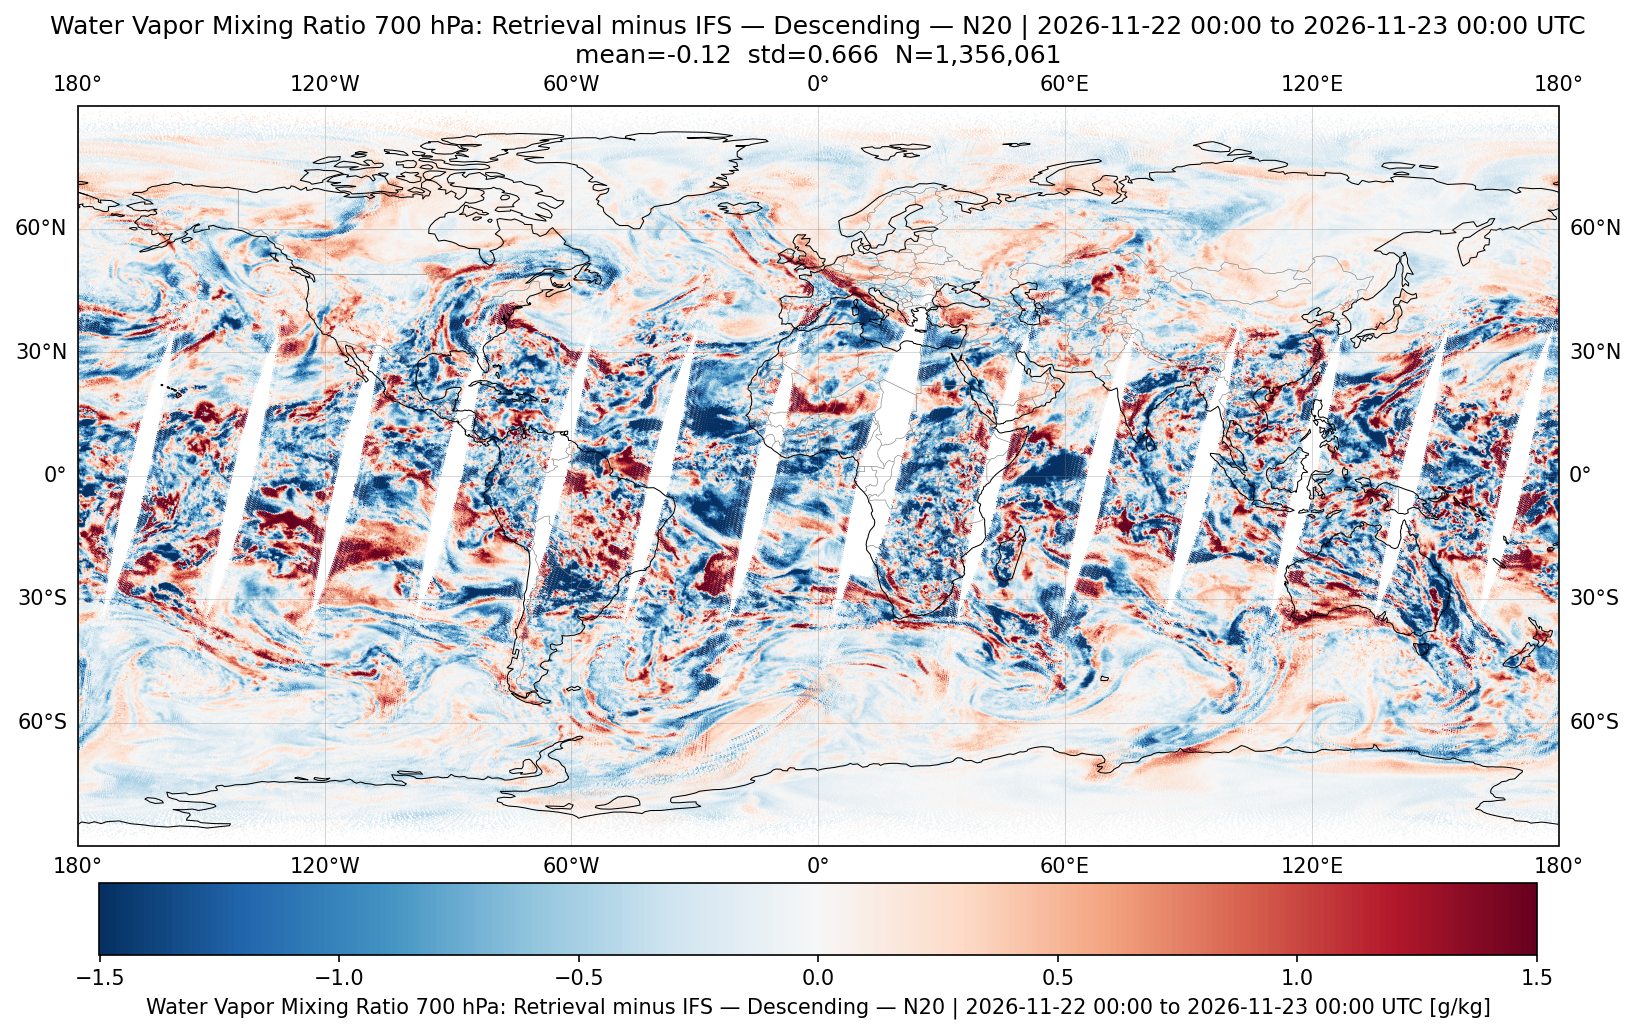 Water Vapor Mixing Ratio 700 hPa: Retrieval minus IFS — Descending — N20 | 2026-11-22 00:00 to 2026-11-23 00:00 UTC
mean=-0.12  std=0.666  N=1,356,061
180° 120°W 60°W 0° 60°E 120°E 180°
60°N 60°N
30°N 30°N
0° 0°
30°S 30°S
60°S 60°S
180° 120°W 60°W 0° 60°E 120°E 180°
−1.5 −1.0 −0.5 0.0 0.5 1.0 1.5
Water Vapor Mixing Ratio 700 hPa: Retrieval minus IFS — Descending — N20 | 2026-11-22 00:00 to 2026-11-23 00:00 UTC [g/kg]